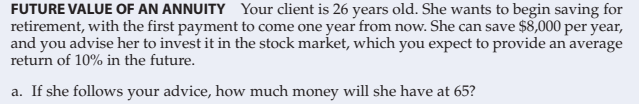 FUTURE VALUE OF AN ANNUITY Your client is 26 years old. She wants to begin saving for
retirement, with the first payment to come one year from now. She can save $8,000 per year,
and you advise her to invest it in the stock market, which you expect to provide an average
return of 10% in the future.
a. If she follows your advice, how much money will she have at 65?